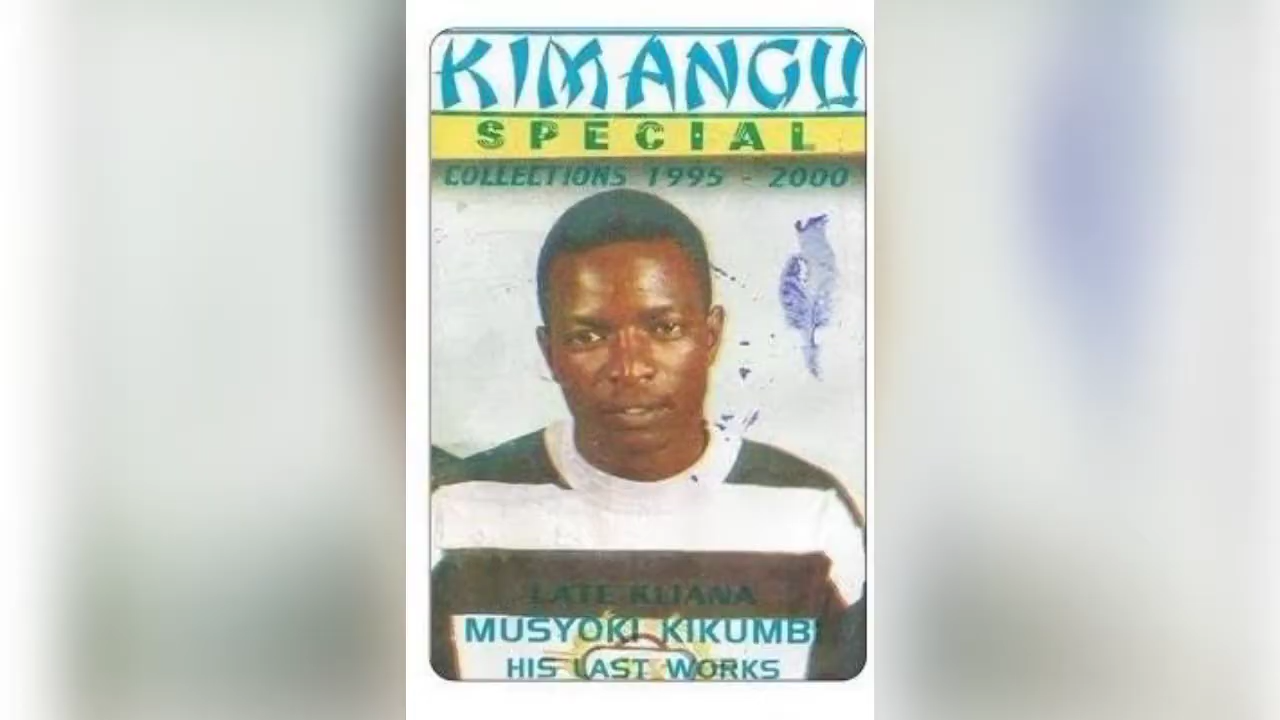 KIMANGU
SPECIAL
COLLECTIONS 1995 - 2000
LATE KIJANA
MUSYOKI KIKUMBI
HIS LAST WORKS